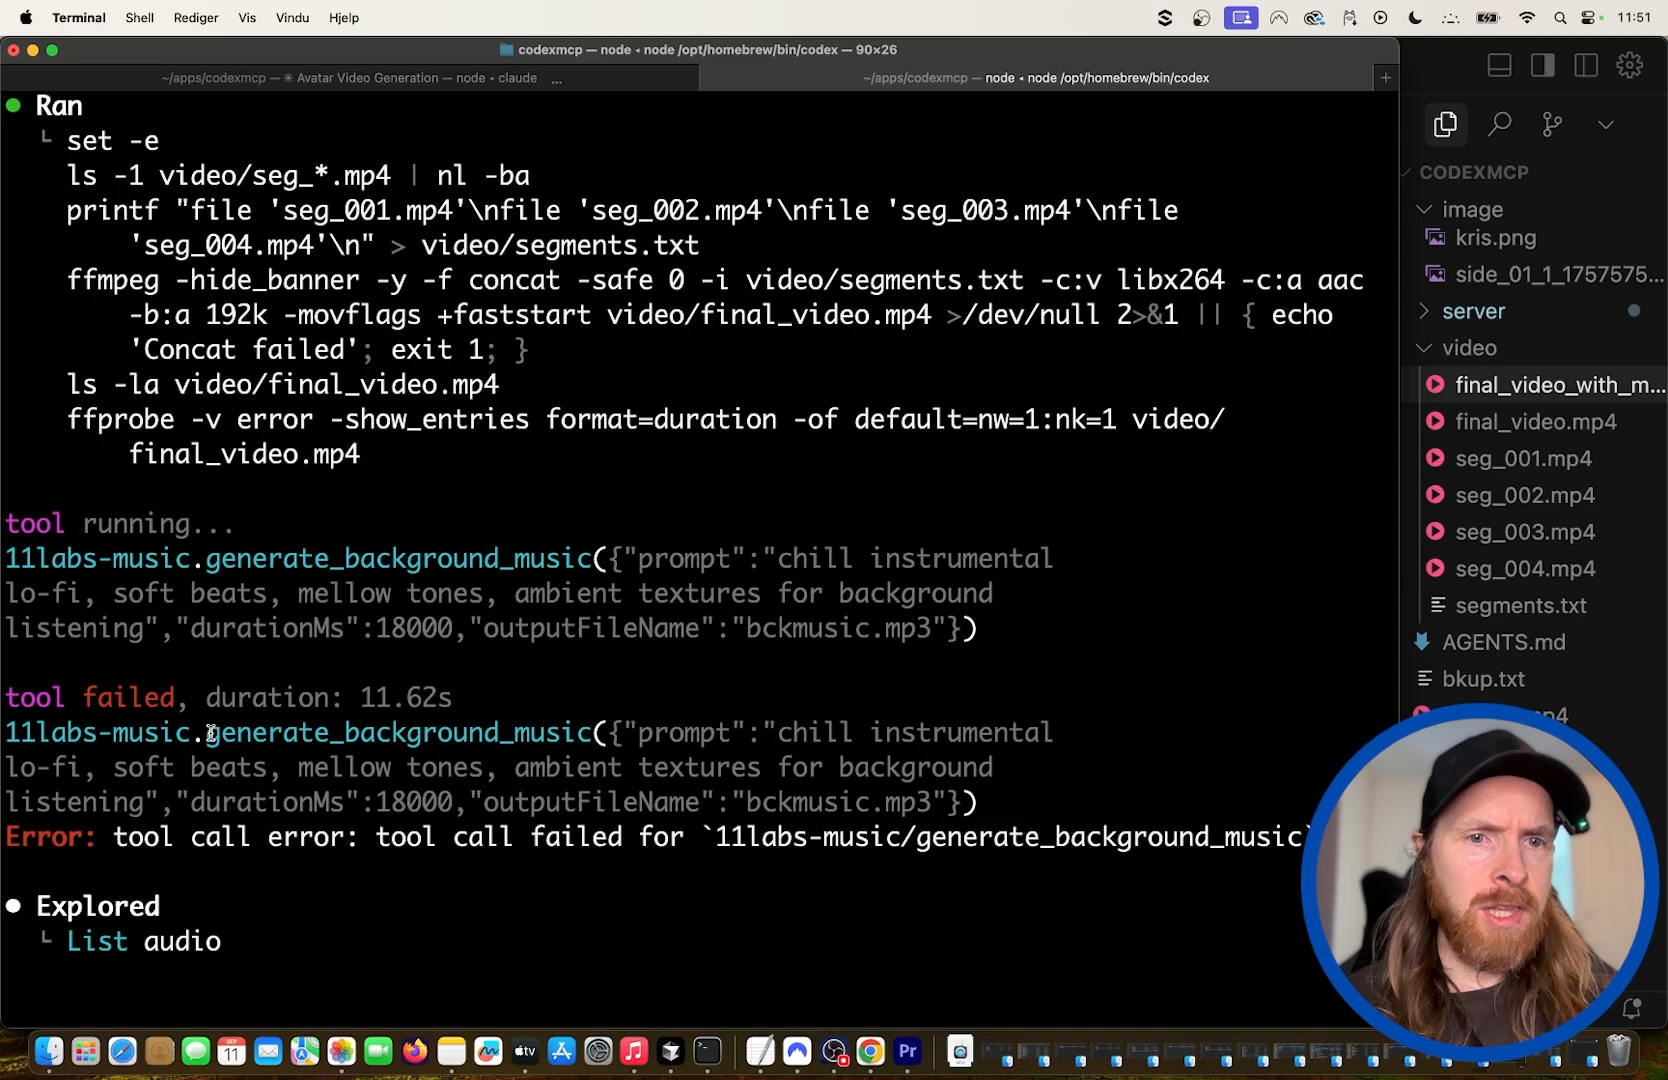 Terminal Shell Rediger Vis Vindu Hjelp 11:51
codexmcp — node ◂ node /opt/homebrew/bin/codex — 90×26
~/apps/codexmcp — ✳ Avatar Video Generation — node ◂ claude ...
~/apps/codexmcp — node ◂ node /opt/homebrew/bin/codex
+
Ran
└ set -e
ls -1 video/seg_*.mp4 | nl -ba
printf "file 'seg_001.mp4'\nfile 'seg_002.mp4'\nfile 'seg_003.mp4'\nfile
'seg_004.mp4'\n" > video/segments.txt
ffmpeg -hide_banner -y -f concat -safe 0 -i video/segments.txt -c:v libx264 -c:a aac
-b:a 192k -movflags +faststart video/final_video.mp4 >/dev/null 2>&1 || { echo
'Concat failed'; exit 1; }
ls -la video/final_video.mp4
ffprobe -v error -show_entries format=duration -of default=nw=1:nk=1 video/
final_video.mp4
tool running...
11labs-music.generate_background_music({"prompt":"chill instrumental
lo-fi, soft beats, mellow tones, ambient textures for background
listening","durationMs":18000,"outputFileName":"bckmusic.mp3"})
tool failed, duration: 11.62s
11labs-music.generate_background_music({"prompt":"chill instrumental
lo-fi, soft beats, mellow tones, ambient textures for background
listening","durationMs":18000,"outputFileName":"bckmusic.mp3"})
Error: tool call error: tool call failed for `11labs-music/generate_background_music`
Explored
└ List audio
CODEXMCP
image
kris.png
side_01_1_1757575...
server
video
final_video_with_m...
final_video.mp4
seg_001.mp4
seg_002.mp4
seg_003.mp4
seg_004.mp4
segments.txt
AGENTS.md
bkup.txt
SEP
11
tv
Pr